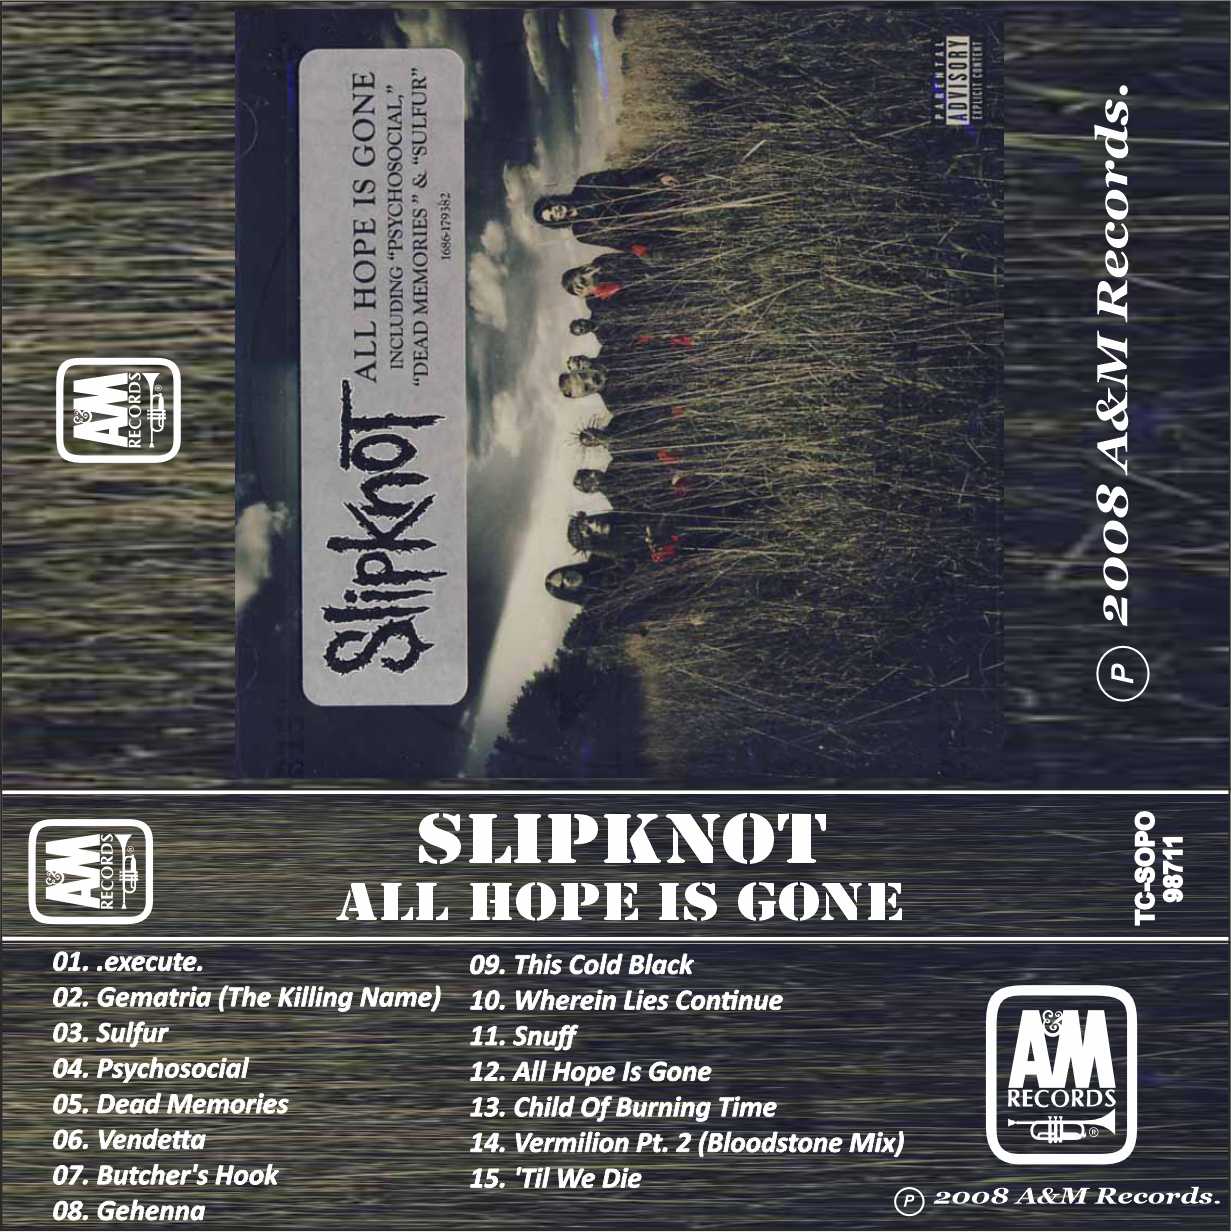 Slipknot
ALL HOPE IS GONE
INCLUDING “PSYCHOSOCIAL,”
“DEAD MEMORIES” & “SULFUR”
1686-179382
PARENTAL
ADVISORY
EXPLICIT CONTENT
A&M
RECORDS
®
P 2008 A&M Records.
A&M
RECORDS
®
SLIPKNOT
ALL HOPE IS GONE
TC-SOPO
98711
01. .execute.
02. Gematria (The Killing Name)
03. Sulfur
04. Psychosocial
05. Dead Memories
06. Vendetta
07. Butcher's Hook
08. Gehenna
09. This Cold Black
10. Wherein Lies Continue
11. Snuff
12. All Hope Is Gone
13. Child Of Burning Time
14. Vermilion Pt. 2 (Bloodstone Mix)
15. 'Til We Die
A&M
RECORDS
®
P 2008 A&M Records.